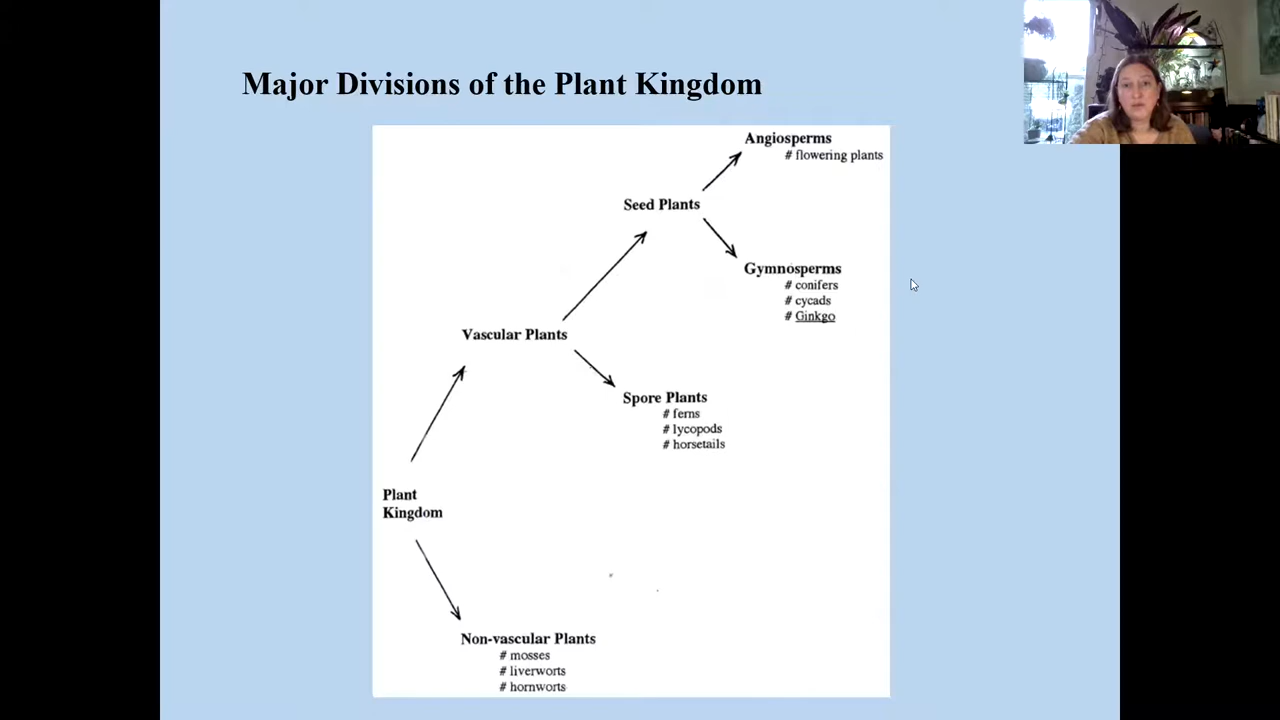 Major Divisions of the Plant Kingdom
Angiosperms
# flowering plants
Seed Plants
Gymnosperms
# conifers
# cycads
# Ginkgo
Vascular Plants
Spore Plants
# ferns
# lycopods
# horsetails
Plant
Kingdom
Non-vascular Plants
# mosses
# liverworts
# hornworts